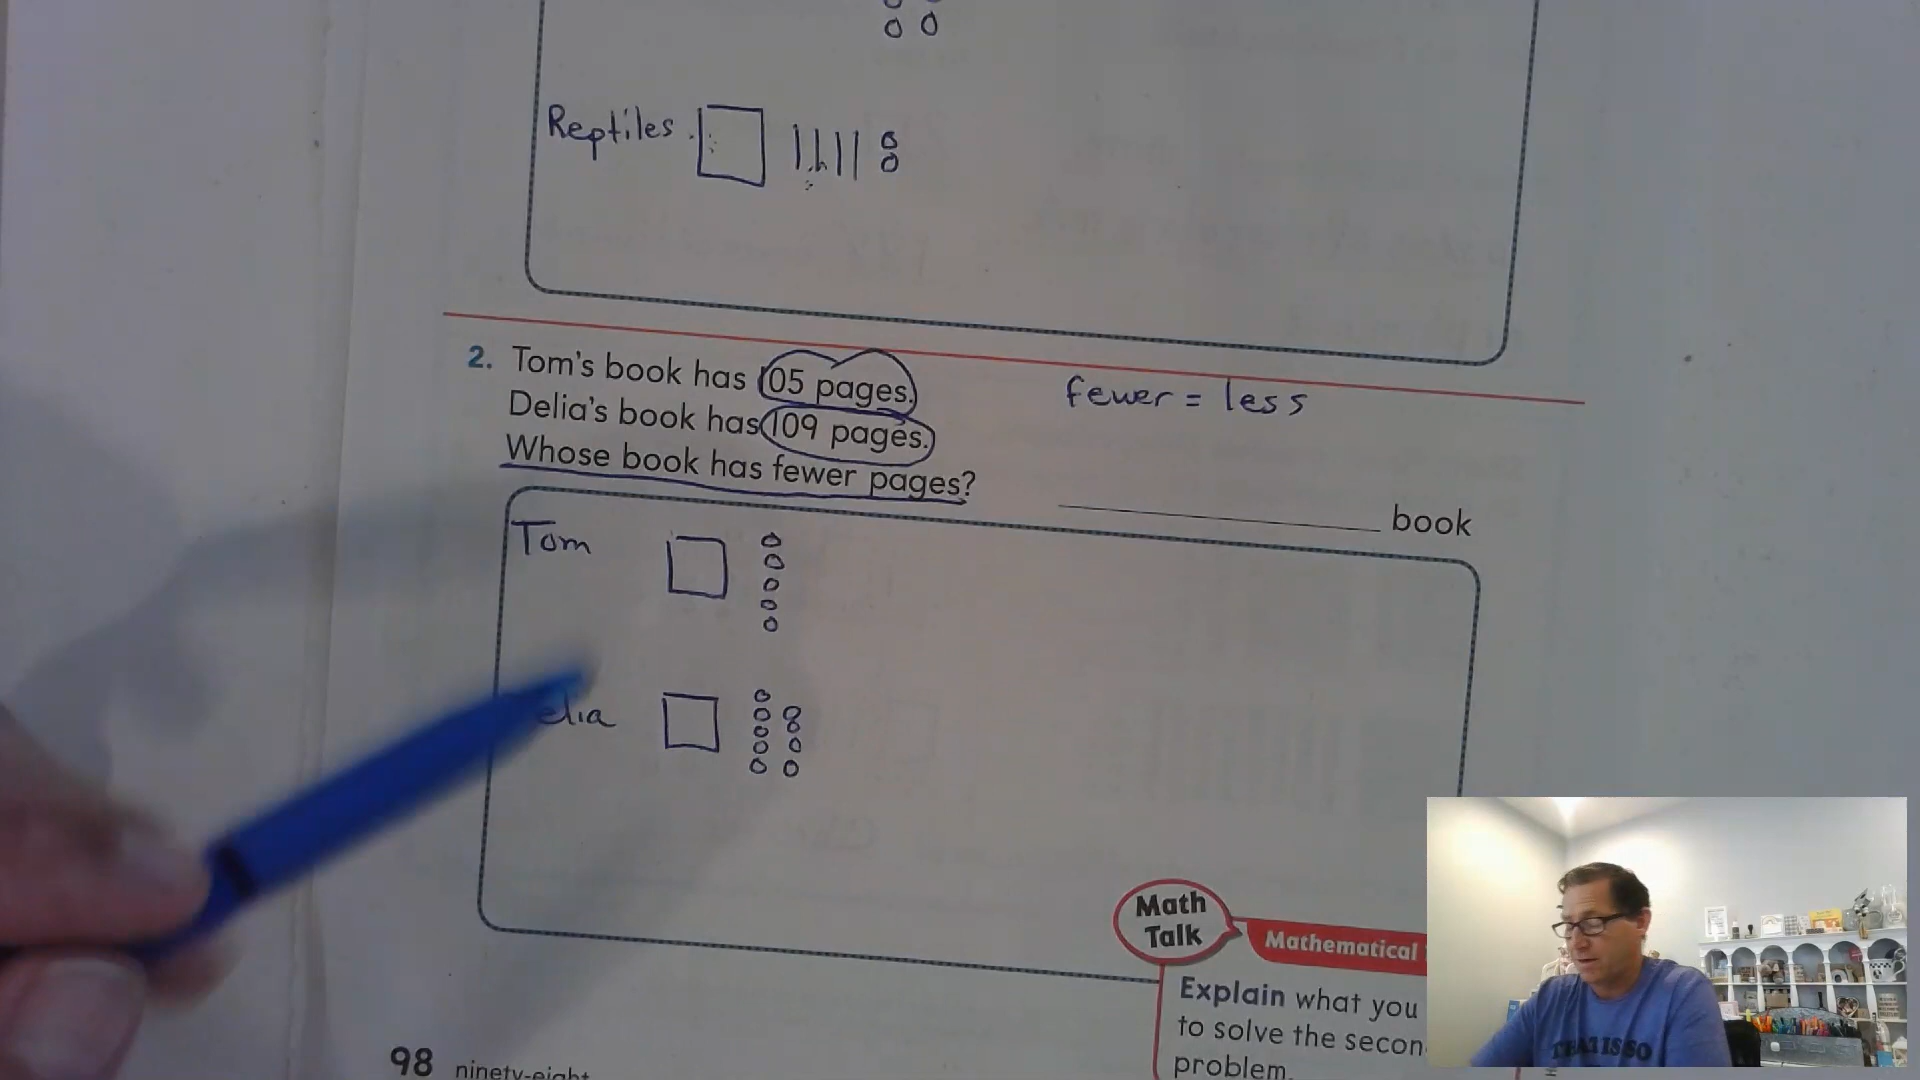 Reptiles
2. Tom's book has 105 pages.
Delia's book has 109 pages.
Whose book has fewer pages?
fewer = less
book
Tom
elia
Math
Talk
Mathematical
Explain what you
to solve the secon
problem.
98 ninety-eight